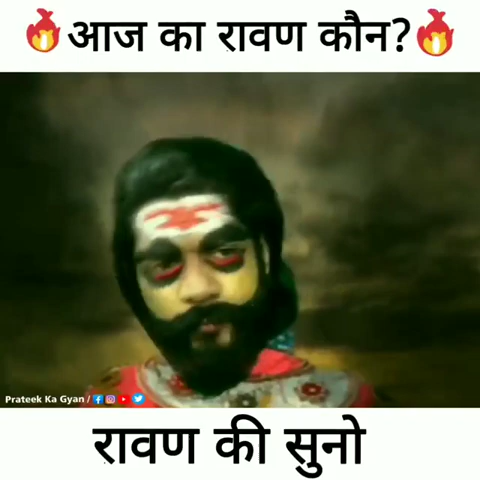 🔥आज का रावण कौन?🔥
Prateek Ka Gyan /
रावण की सुनो